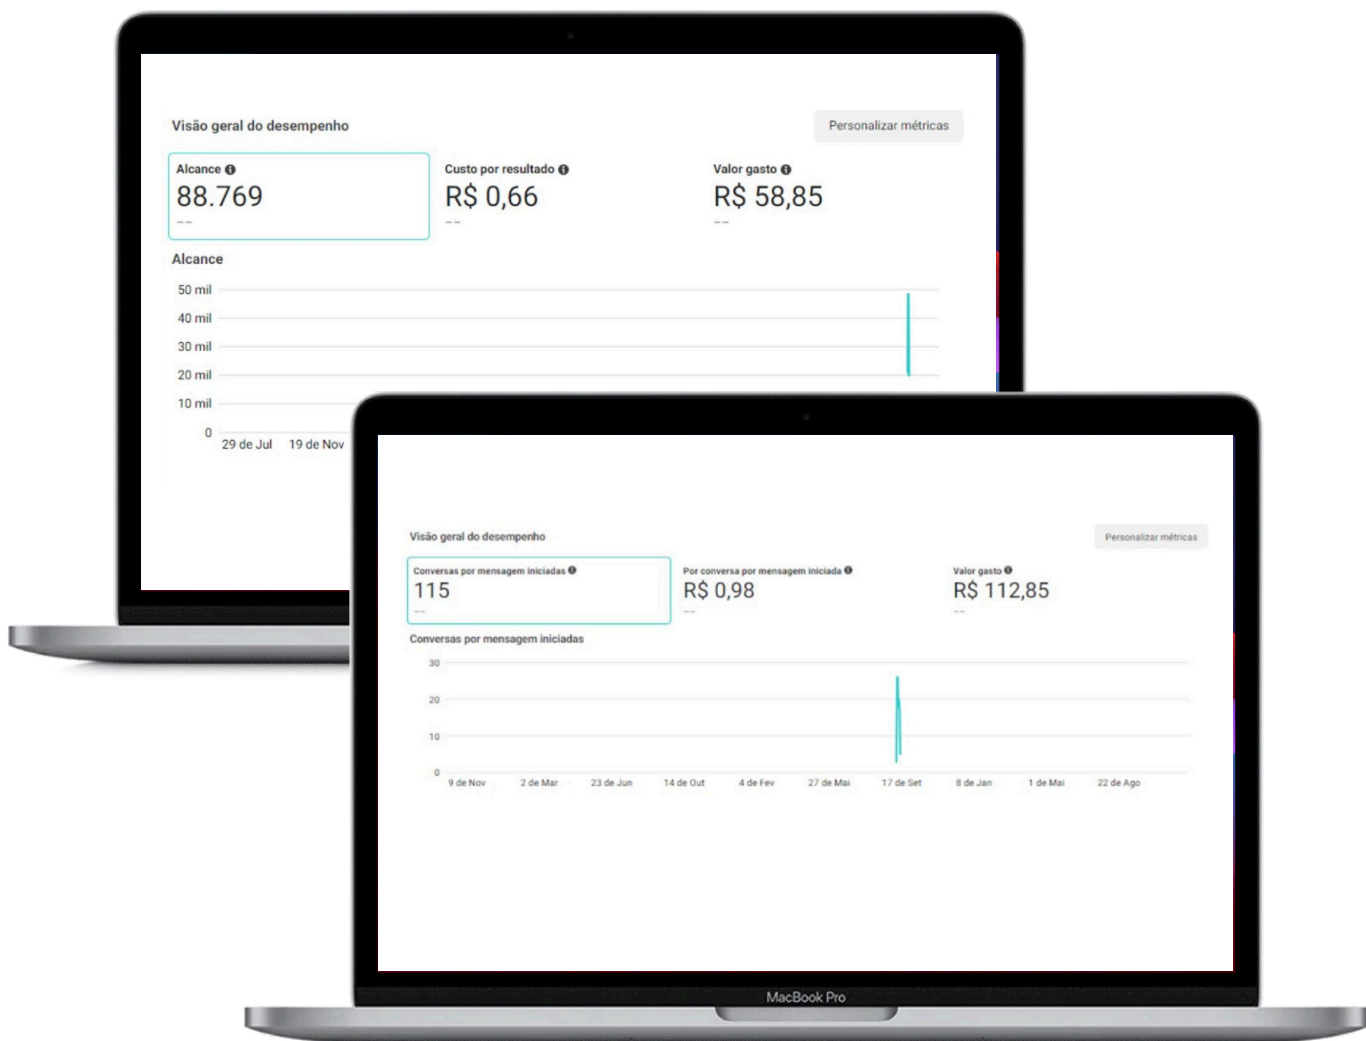 Visão geral do desempenho
Personalizar métricas
Alcance
Custo por resultado
Valor gasto
88.769
R$ 0,66
R$ 58,85
--
--
--
Alcance
50 mil
40 mil
30 mil
20 mil
10 mil
0
29 de Jul 19 de Nov
Visão geral do desempenho
Personalizar métricas
Conversas por mensagem iniciadas
Por conversa por mensagem iniciada
Valor gasto
115
R$ 0,98
R$ 112,85
--
--
--
Conversas por mensagem iniciadas
30
20
10
0
9 de Nov 2 de Mar 23 de Jun 14 de Out 4 de Fev 27 de Mai 17 de Set 8 de Jan 1 de Mai 22 de Ago
MacBook Pro